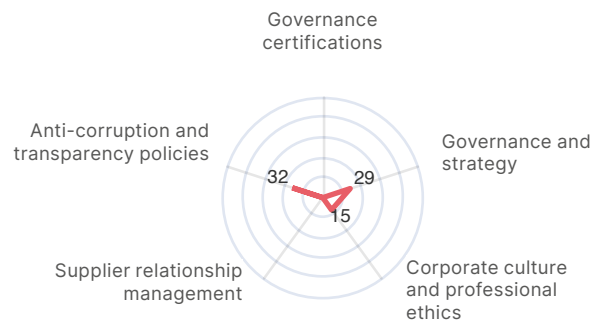 Governance
certifications
Anti-corruption and
transparency policies
Governance and
strategy
32
29
15
Supplier relationship
management
Corporate culture
and professional
ethics